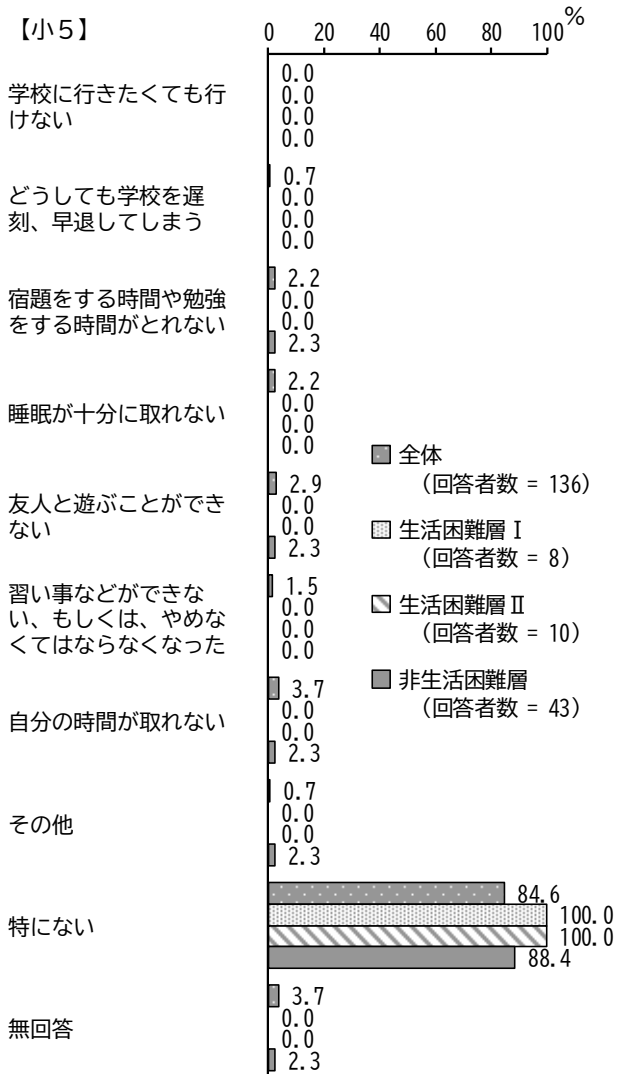 【小5】
0 20 40 60 80 100 %
学校に行きたくても行
けない
0.0
0.0
0.0
0.0
どうしても学校を遅
刻、早退してしまう
0.7
0.0
0.0
0.0
宿題をする時間や勉強
をする時間がとれない
2.2
0.0
0.0
2.3
睡眠が十分に取れない
2.2
0.0
0.0
0.0
友人と遊ぶことができ
ない
2.9
0.0
0.0
2.3
習い事などができな
い、もしくは、やめな
くてはならなくなった
1.5
0.0
0.0
0.0
自分の時間が取れない
3.7
0.0
0.0
2.3
その他
0.7
0.0
0.0
2.3
特にない
84.6
100.0
100.0
88.4
無回答
3.7
0.0
0.0
2.3
全体
（回答者数 = 136）
生活困難層Ⅰ
（回答者数 = 8）
生活困難層Ⅱ
（回答者数 = 10）
非生活困難層
（回答者数 = 43）